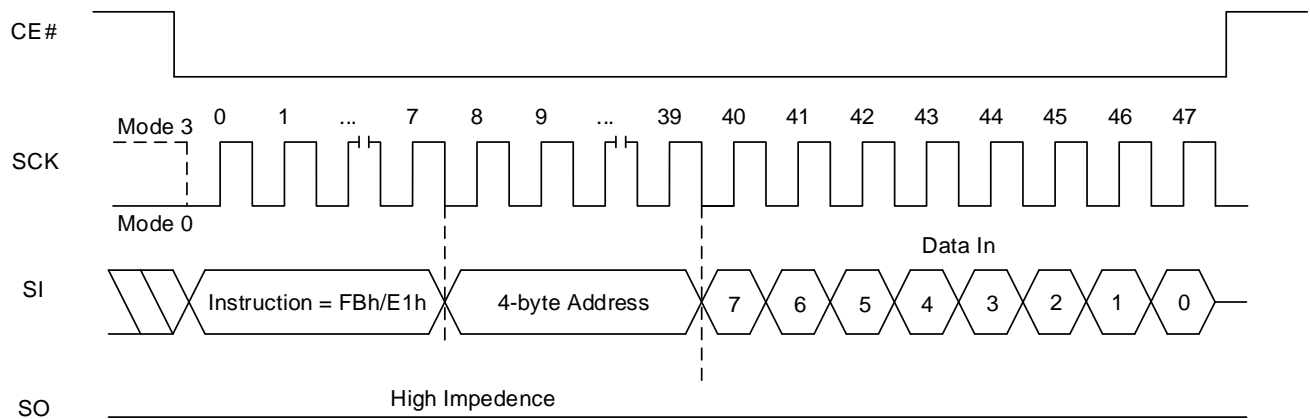 CE#
0 1 ... 7 8 9 ... 39 40 41 42 43 44 45 46 47
Mode 3
SCK
Mode 0
Data In
SI
Instruction = FBh/E1h 4-byte Address 7 6 5 4 3 2 1 0
High Impedence
SO